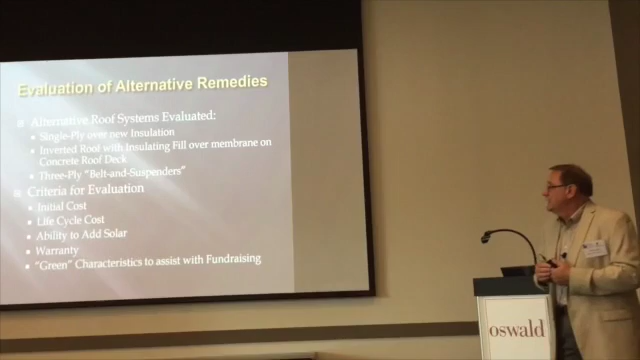 Evaluation of Alternative Remedies
Alternative Roof Systems Evaluated:
Single-Ply over new Insulation
Inverted Roof with Insulating Fill over membrane on
Concrete Roof Deck
Three-Ply "Belt-and-Suspenders"
Criteria for Evaluation
Initial Cost
Life Cycle Cost
Ability to Add Solar
Warranty
"Green" Characteristics to assist with Fundraising
oswald